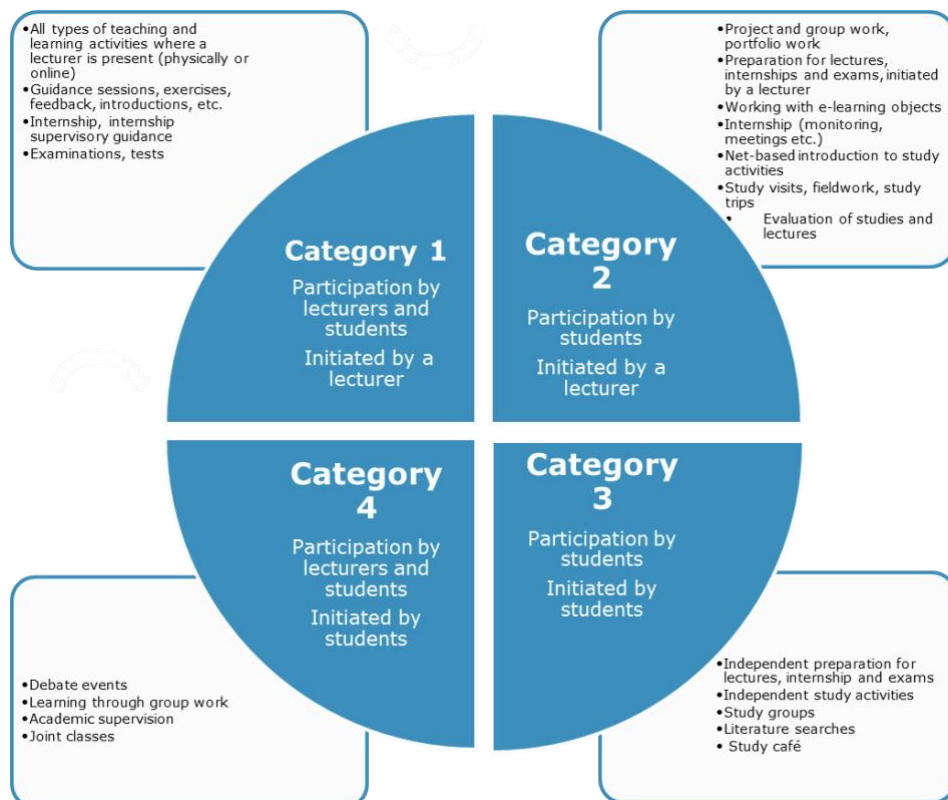 •All types of teaching and
learning activities where a
lecturer is present (physically or
online)
•Guidance sessions, exercises,
feedback, introductions, etc.
•Internship, internship
supervisory guidance
•Examinations, tests
•Project and group work,
portfolio work
•Preparation for lectures,
internships and exams, initiated
by a lecturer
•Working with e-learning objects
•Internship (monitoring,
meetings etc.)
•Net-based introduction to study
activities
•Study visits, fieldwork, study
trips
• Evaluation of studies and
lectures
Category 1
Participation by
lecturers and
students
Initiated by a
lecturer
Category
2
Participation by
students
Initiated by a
lecturer
Category
4
Participation by
lecturers and
students
Initiated by
students
Category
3
Participation by
students
Initiated by
students
•Debate events
•Learning through group work
•Academic supervision
•Joint classes
•Independent preparation for
lectures, internship and exams
•Independent study activities
•Study groups
•Literature searches
• Study café